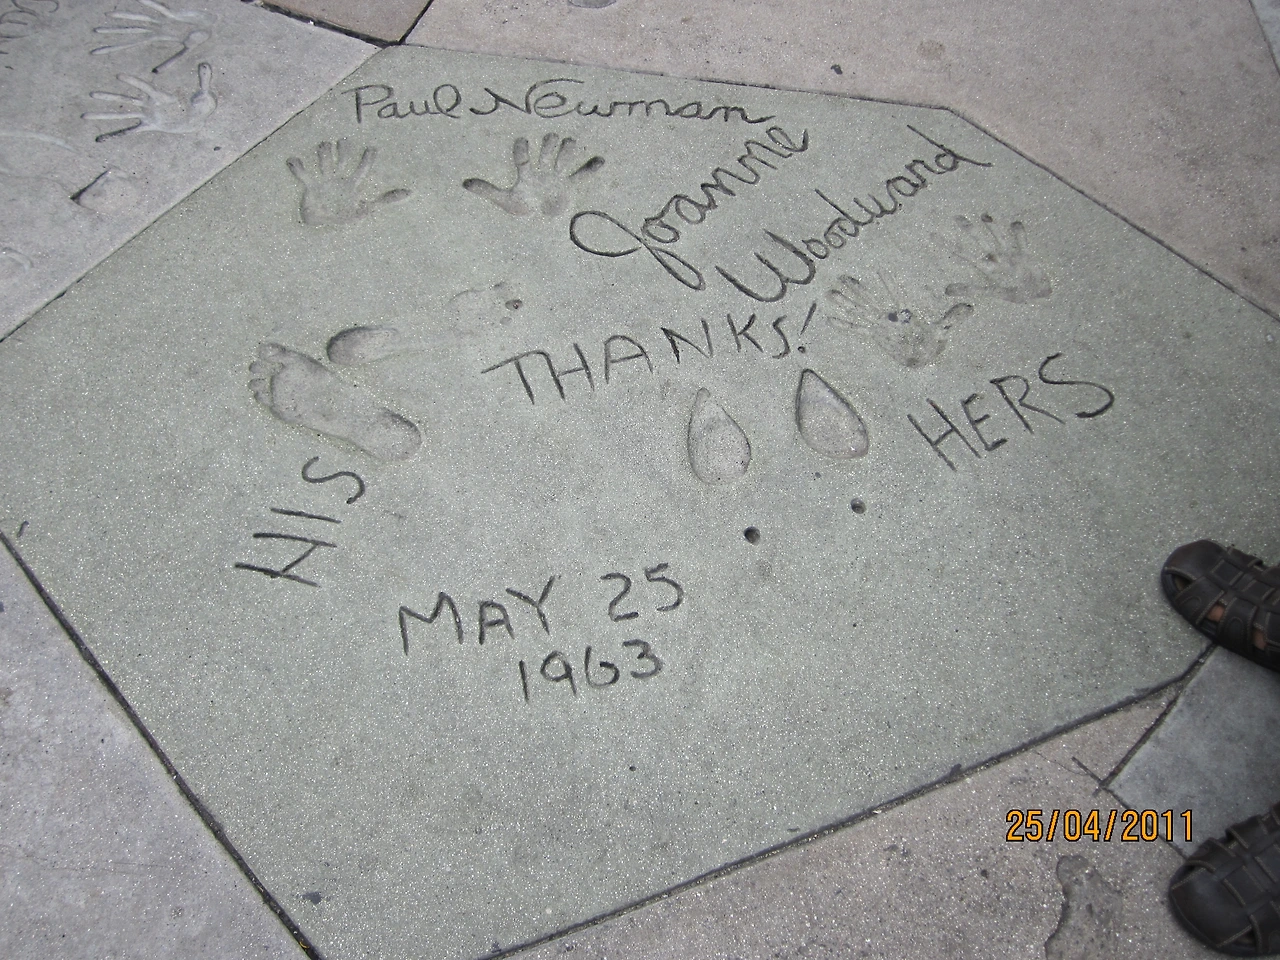 Paul Newman
Joanne
Woodward
THANKS!
HIS
HERS
MAY 25
1963
25/04/2011